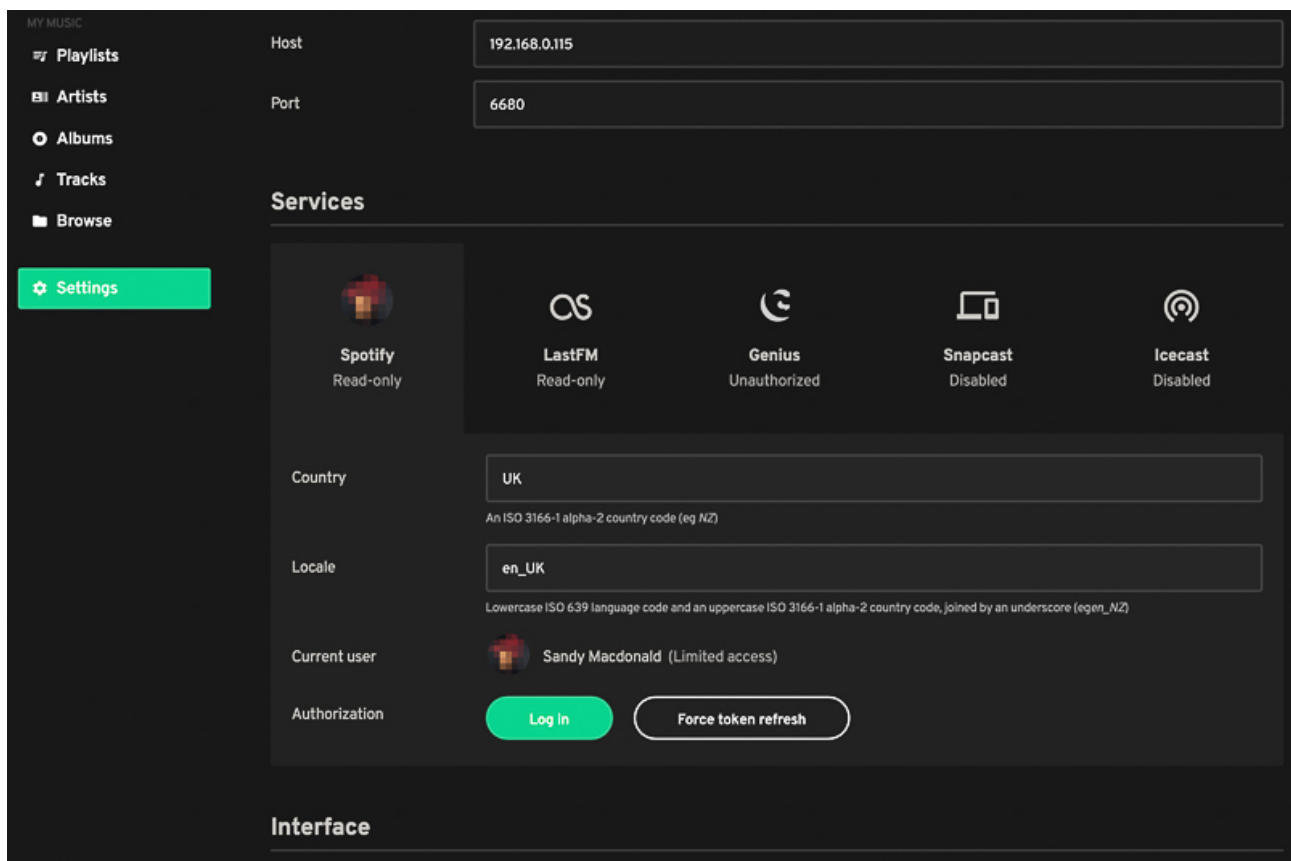 MY MUSIC
Playlists
Artists
Albums
Tracks
Browse
Settings
Host
192.168.0.115
Port
6680
Services
Spotify
Read-only
LastFM
Read-only
Genius
Unauthorized
Snapcast
Disabled
Icecast
Disabled
Country
UK
An ISO 3166-1 alpha-2 country code (eg NZ)
Locale
en_UK
Lowercase ISO 639 language code and an uppercase ISO 3166-1 alpha-2 country code, joined by an underscore (egen_NZ)
Current user
Sandy Macdonald (Limited access)
Authorization
Log in
Force token refresh
Interface